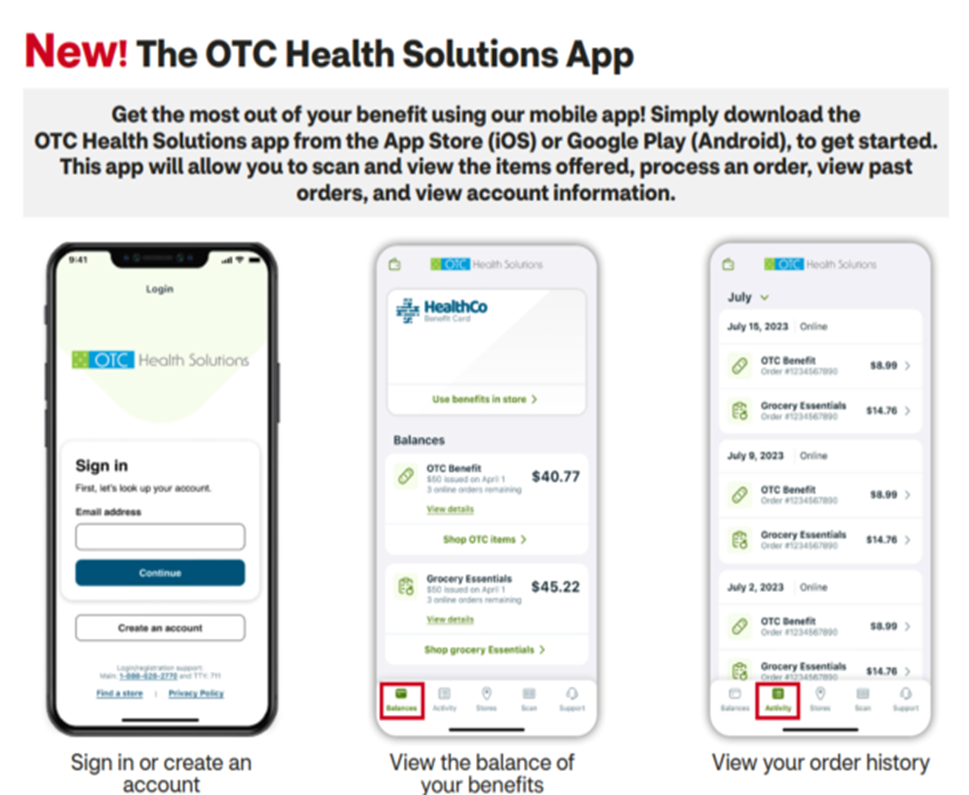 New! The OTC Health Solutions App
Get the most out of your benefit using our mobile app! Simply download the
OTC Health Solutions app from the App Store (iOS) or Google Play (Android), to get started.
This app will allow you to scan and view the items offered, process an order, view past
orders, and view account information.
9:41
Login
OTC Health Solutions
Sign in
First, let's look up your account.
Email address
Continue
Create an account
Login/registration support:
Main: 1-888-628-2770 and TTY: 711
Find a store | Privacy Policy
Sign in or create an
account
OTC Health Solutions
HealthCo
Benefit Card
Use benefits in store >
Balances
OTC Benefit
$50 issued on April 1
3 online orders remaining
$40.77
View details
Shop OTC items >
Grocery Essentials
$50 issued on April 1
3 online orders remaining
$45.22
View details
Shop grocery Essentials >
Balances Activity Stores Scan Support
View the balance of
your benefits
OTC Health Solutions
July
July 15, 2023 | Online
OTC Benefit $8.99 >
Order #1234567890
Grocery Essentials $14.76 >
Order #1234567890
July 9, 2023 | Online
OTC Benefit $8.99 >
Order #1234567890
Grocery Essentials $14.76 >
Order #1234567890
July 2, 2023 | Online
OTC Benefit $8.99 >
Order #1234567890
Grocery Essentials $14.76 >
Order #1234567890
Balances Activity Stores Scan Support
View your order history